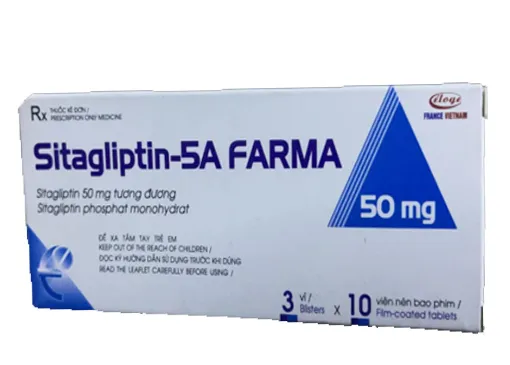 Rx THUỐC KÊ ĐƠN /
PRESCRIPTION ONLY MEDICINE
éloge
FRANCE VIETNAM
Sitagliptin-5A FARMA
Sitagliptin 50 mg tương đương
Sitagliptin phosphat monohydrat
50 mg
ĐỂ XA TẦM TAY TRẺ EM
KEEP OUT OF THE REACH OF CHILDREN /
ĐỌC KỸ HƯỚNG DẪN SỬ DỤNG TRƯỚC KHI DÙNG
READ THE LEAFLET CAREFULLY BEFORE USING /
3 vỉ / Blisters x 10 viên nén bao phim / Film-coated tablets